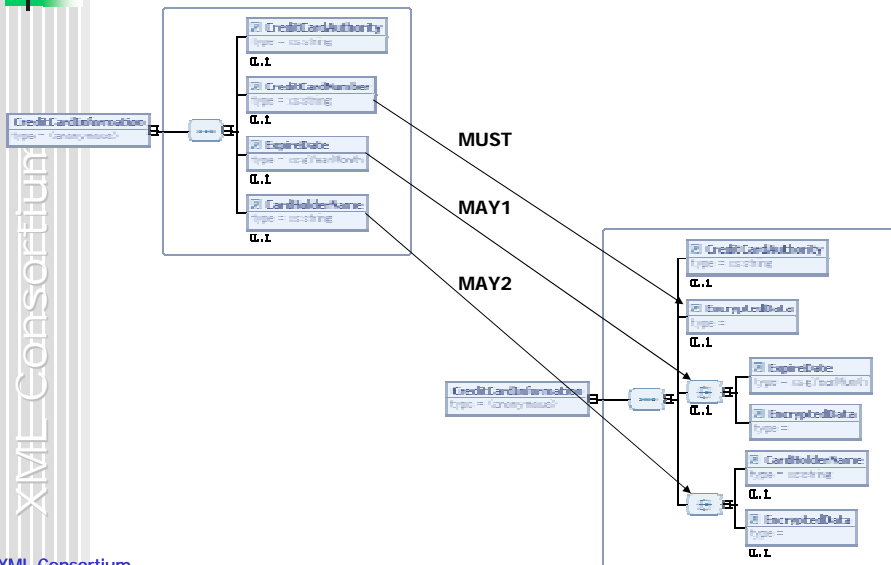 CreditCardAuthority
type = xs:string
0..1
CreditCardNumber
type = xs:string
0..1
CreditCardInformation
type = (anonymous)
ExpireDate
type = xs:gYearMonth
0..1
CardHolderName
type = xs:string
0..1
MUST
MAY1
MAY2
CreditCardAuthority
type = xs:string
0..1
EncryptedData
type =
0..1
CreditCardInformation
type = (anonymous)
0..1
ExpireDate
type = xs:gYearMonth
EncryptedData
type =
CardHolderName
type = xs:string
0..1
EncryptedData
type =
0..1
XML Consortium
XML Consortium